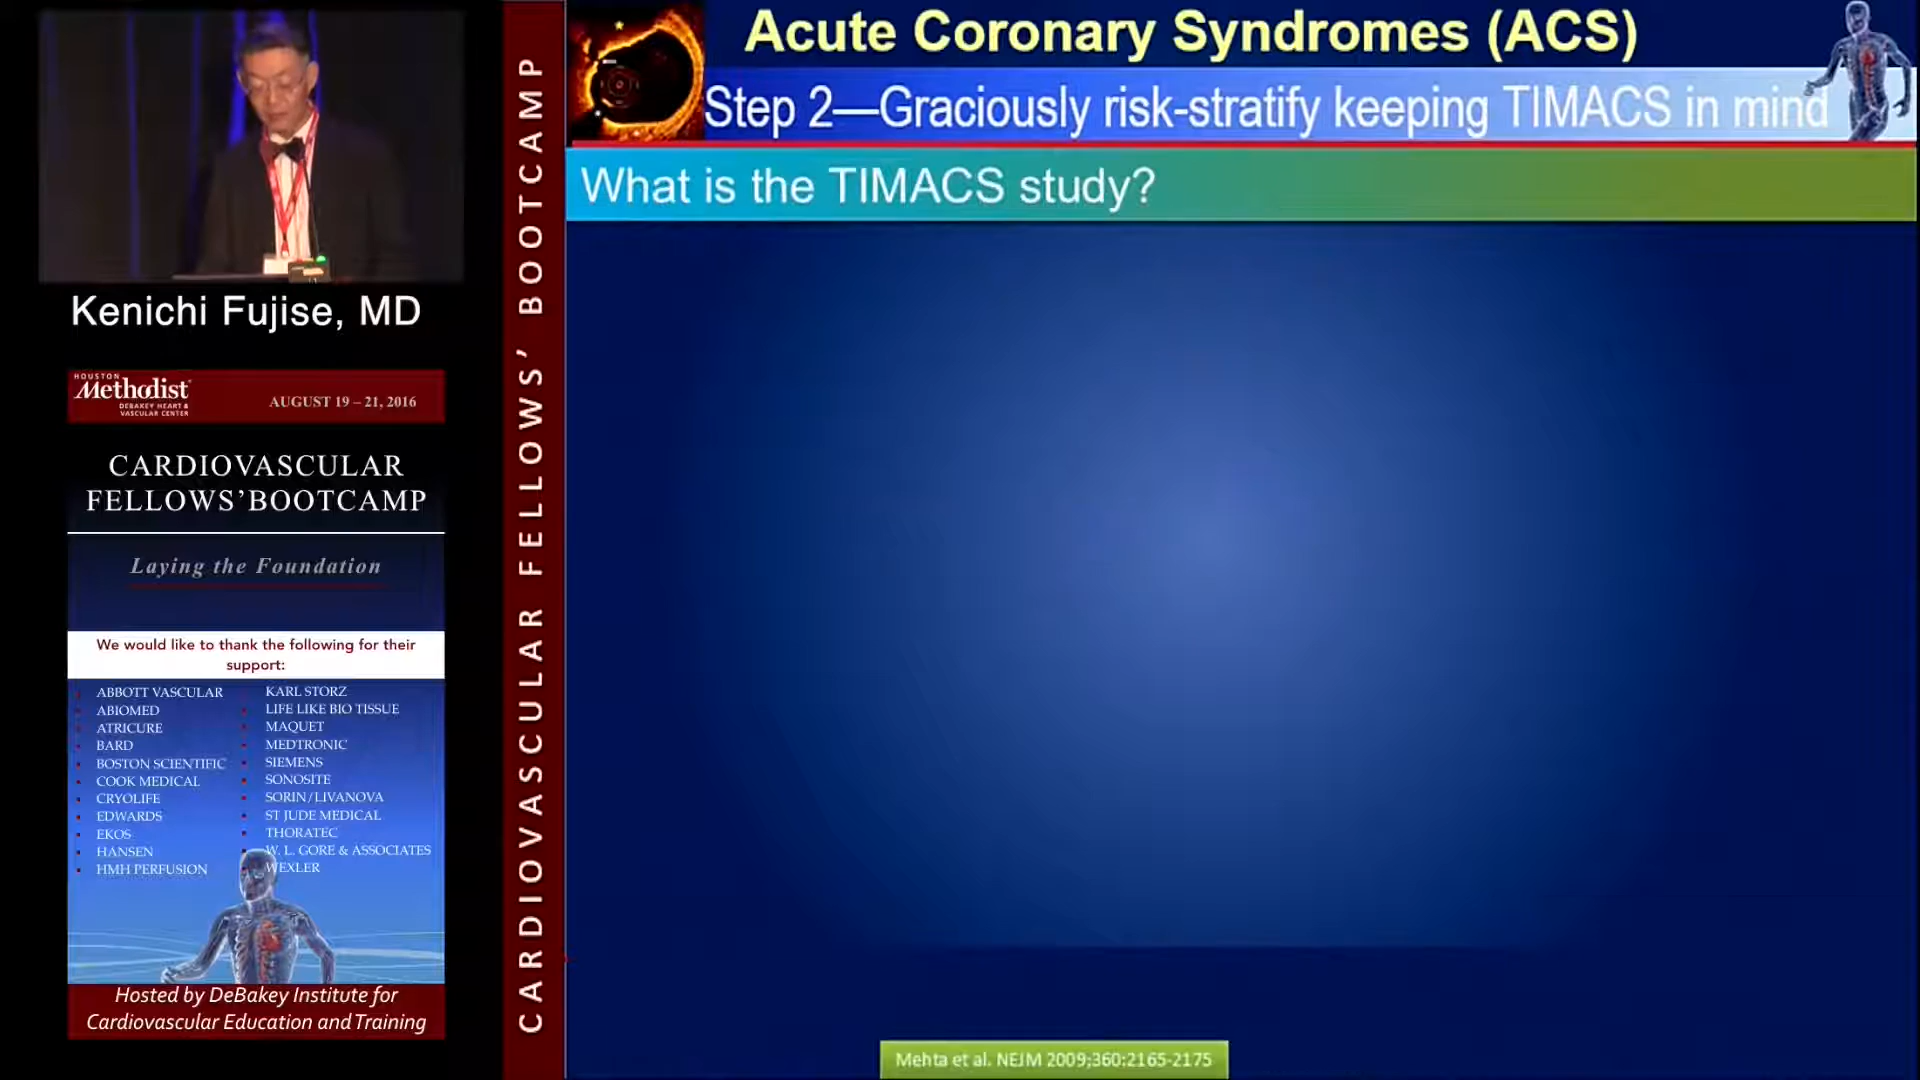 Kenichi Fujise, MD
HOUSTON
Methodist
DEBAKEY HEART &
VASCULAR CENTER
AUGUST 19 – 21, 2016
CARDIOVASCULAR
FELLOWS’BOOTCAMP
Laying the Foundation
We would like to thank the following for their
support:
ABBOTT VASCULAR
ABIOMED
ATRICURE
BARD
BOSTON SCIENTIFIC
COOK MEDICAL
CRYOLIFE
EDWARDS
EKOS
HANSEN
HMH PERFUSION
KARL STORZ
LIFE LIKE BIO TISSUE
MAQUET
MEDTRONIC
SIEMENS
SONOSITE
SORIN/LIVANOVA
ST JUDE MEDICAL
THORATEC
W. L. GORE & ASSOCIATES
WEXLER
Hosted by DeBakey Institute for
Cardiovascular Education and Training
CARDIOVASCULAR FELLOWS’ BOOTCAMP
Acute Coronary Syndromes (ACS)
Step 2—Graciously risk-stratify keeping TIMACS in mind
What is the TIMACS study?
Mehta et al. NEJM 2009;360:2165-2175